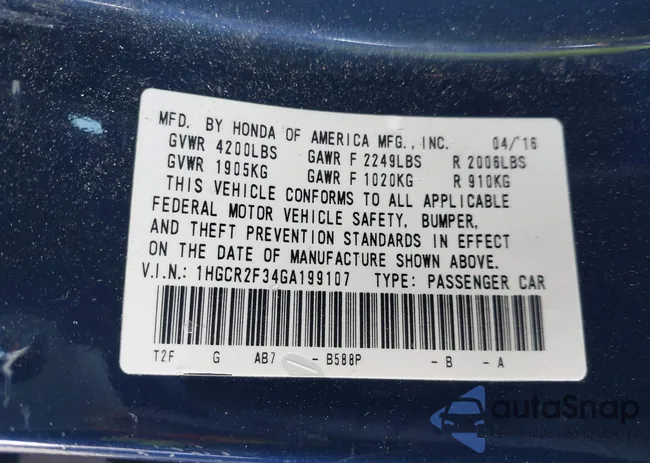 MFD. BY HONDA OF AMERICA MFG., INC. 04/'16
GVWR 4200LBS GAWR F 2249LBS R 2006LBS
GVWR 1905KG GAWR F 1020KG R 910KG
THIS VEHICLE CONFORMS TO ALL APPLICABLE
FEDERAL MOTOR VEHICLE SAFETY, BUMPER,
AND THEFT PREVENTION STANDARDS IN EFFECT
ON THE DATE OF MANUFACTURE SHOWN ABOVE.
V.I.N.: 1HGCR2F34GA199107 TYPE: PASSENGER CAR
T2F G AB7 - B588P - B - A
autoSnap